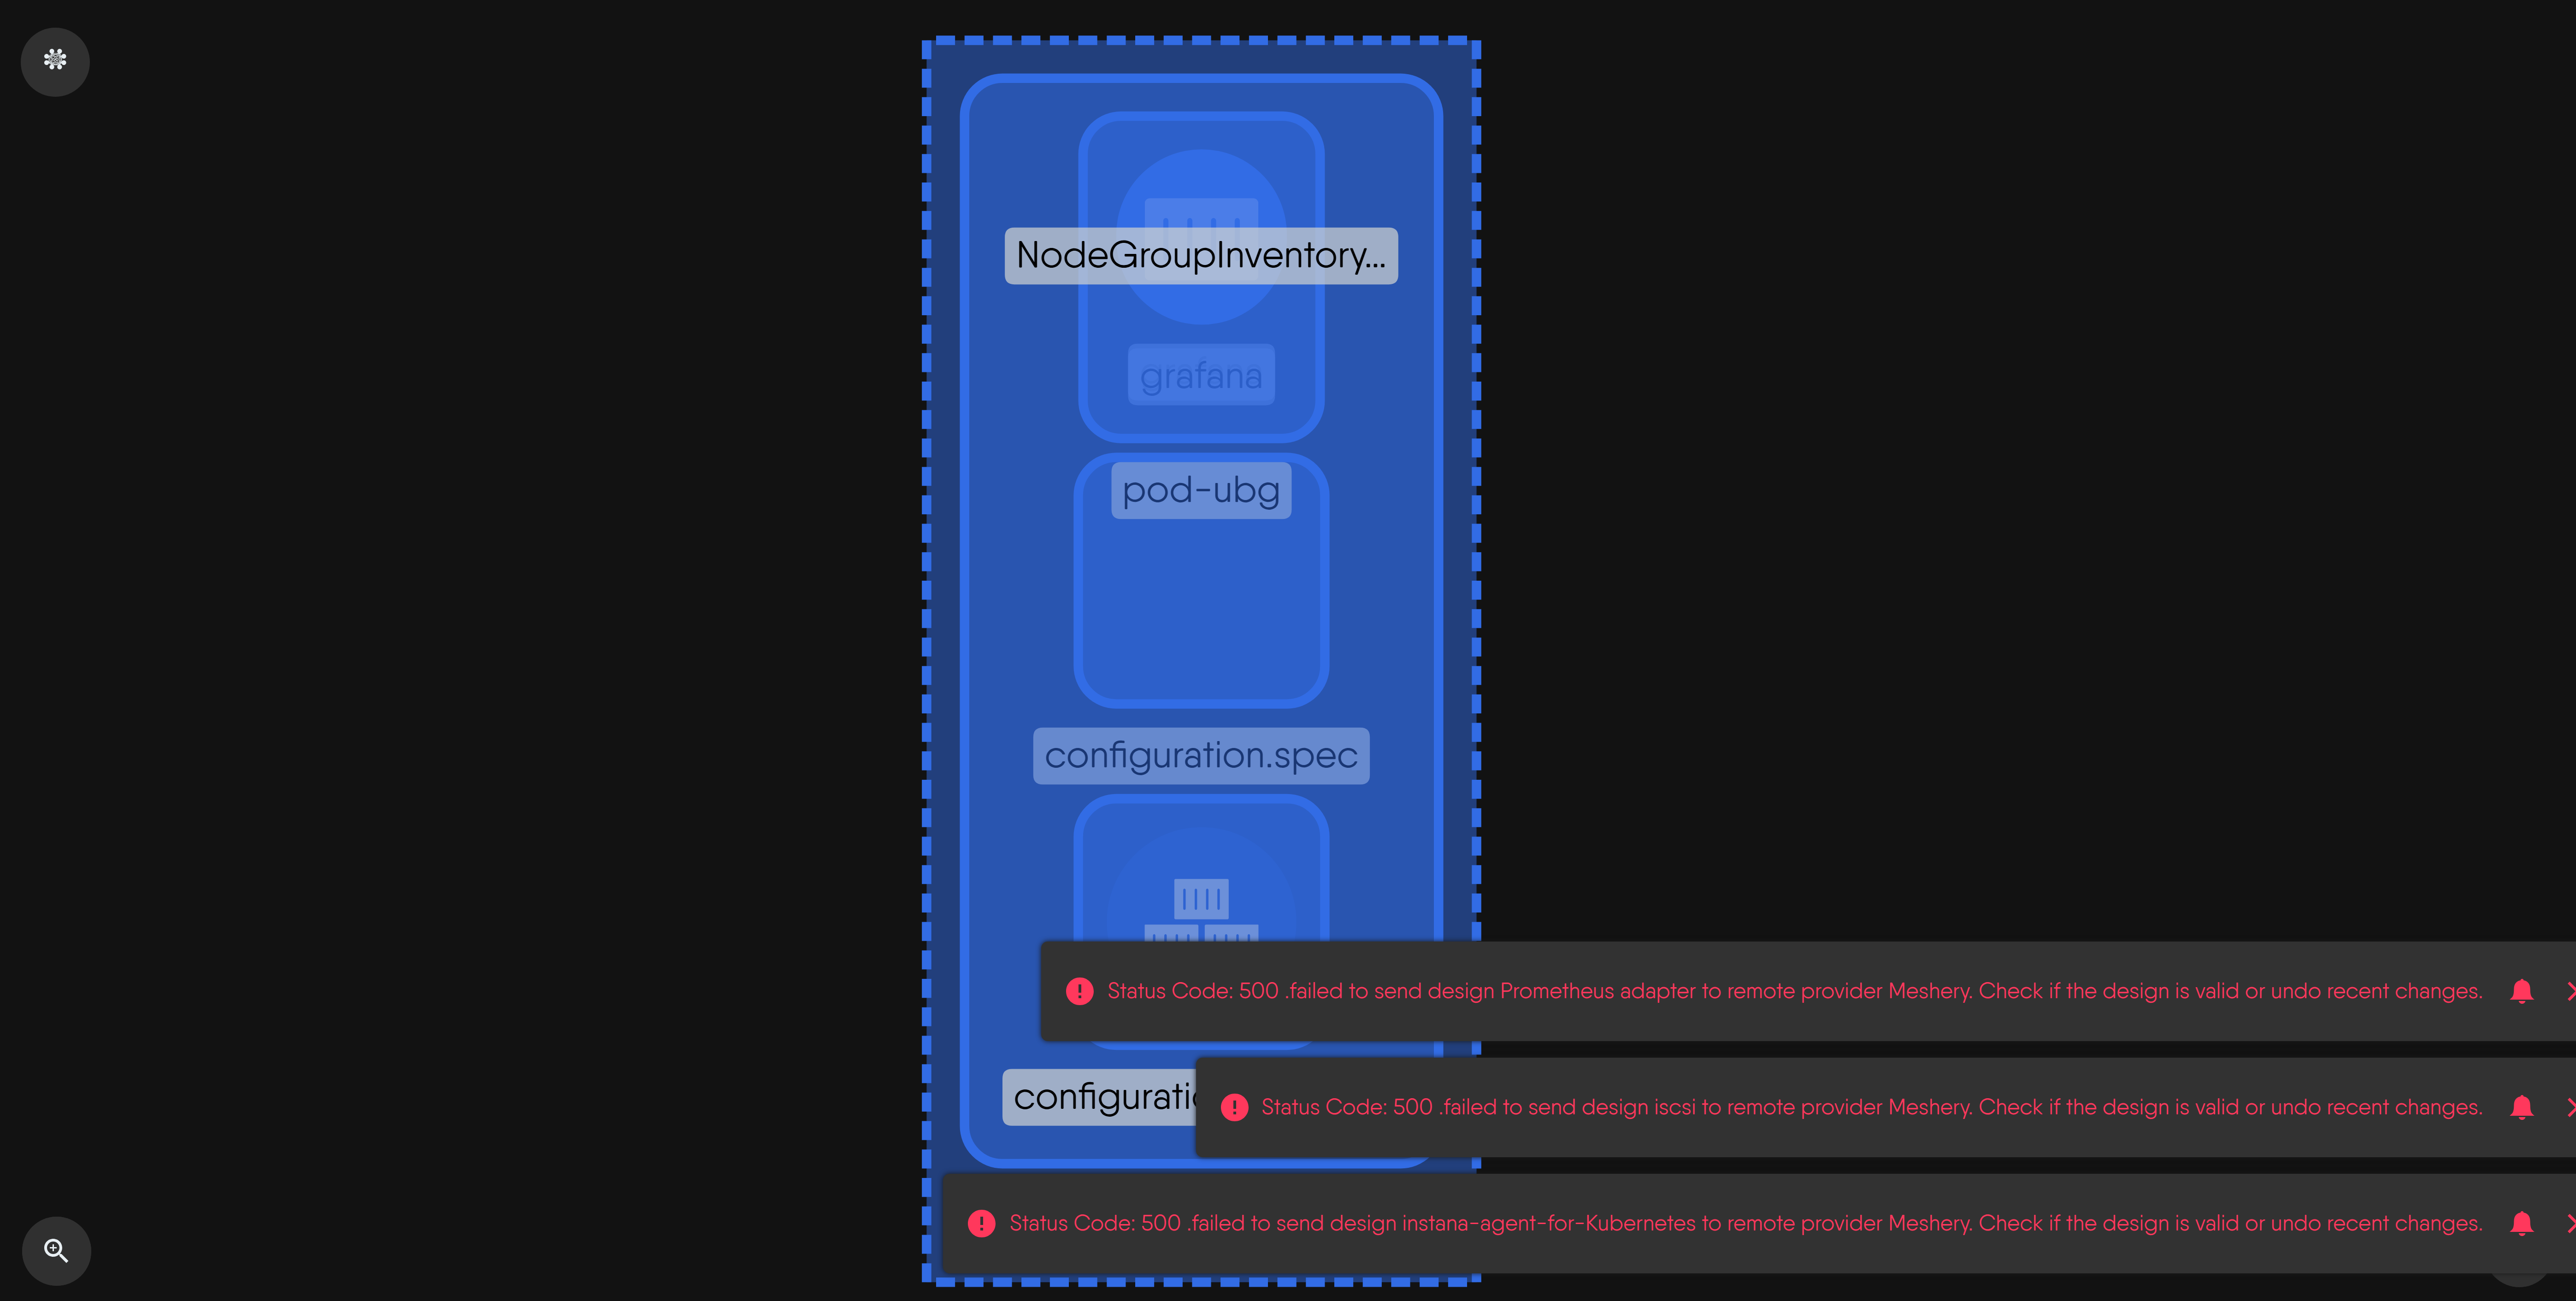 NodeGroupInventory...
grafana
pod-ubg
configuration.spec
Status Code: 500 .failed to send design Prometheus adapter to remote provider Meshery. Check if the design is valid or undo recent changes.
configurati
Status Code: 500 .failed to send design iscsi to remote provider Meshery. Check if the design is valid or undo recent changes.
Status Code: 500 .failed to send design instana-agent-for-Kubernetes to remote provider Meshery. Check if the design is valid or undo recent changes.